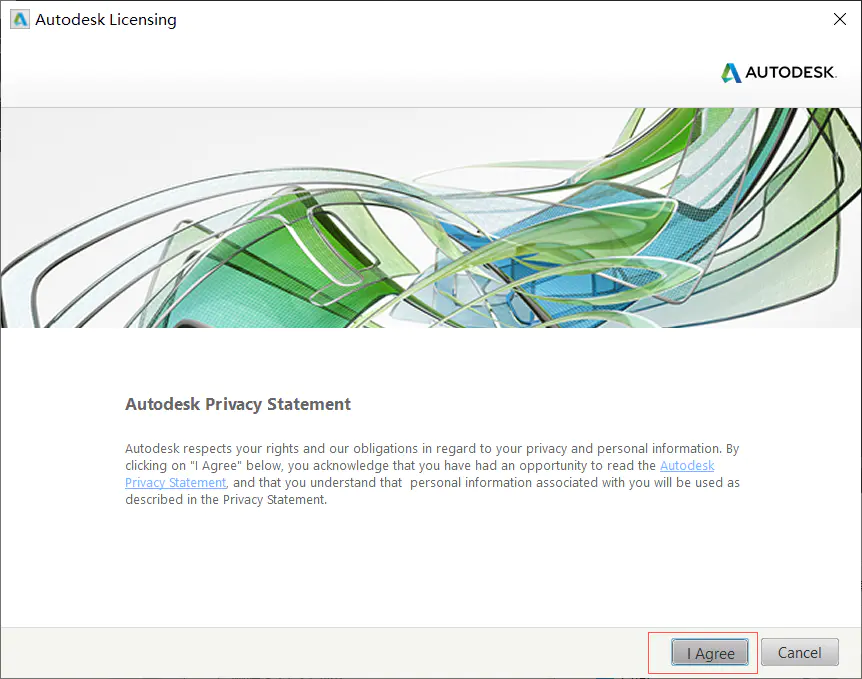 Autodesk Licensing
AUTODESK.
Autodesk Privacy Statement
Autodesk respects your rights and our obligations in regard to your privacy and personal information. By
clicking on "I Agree" below, you acknowledge that you have had an opportunity to read the Autodesk
Privacy Statement, and that you understand that  personal information associated with you will be used as
described in the Privacy Statement.
I Agree
Cancel